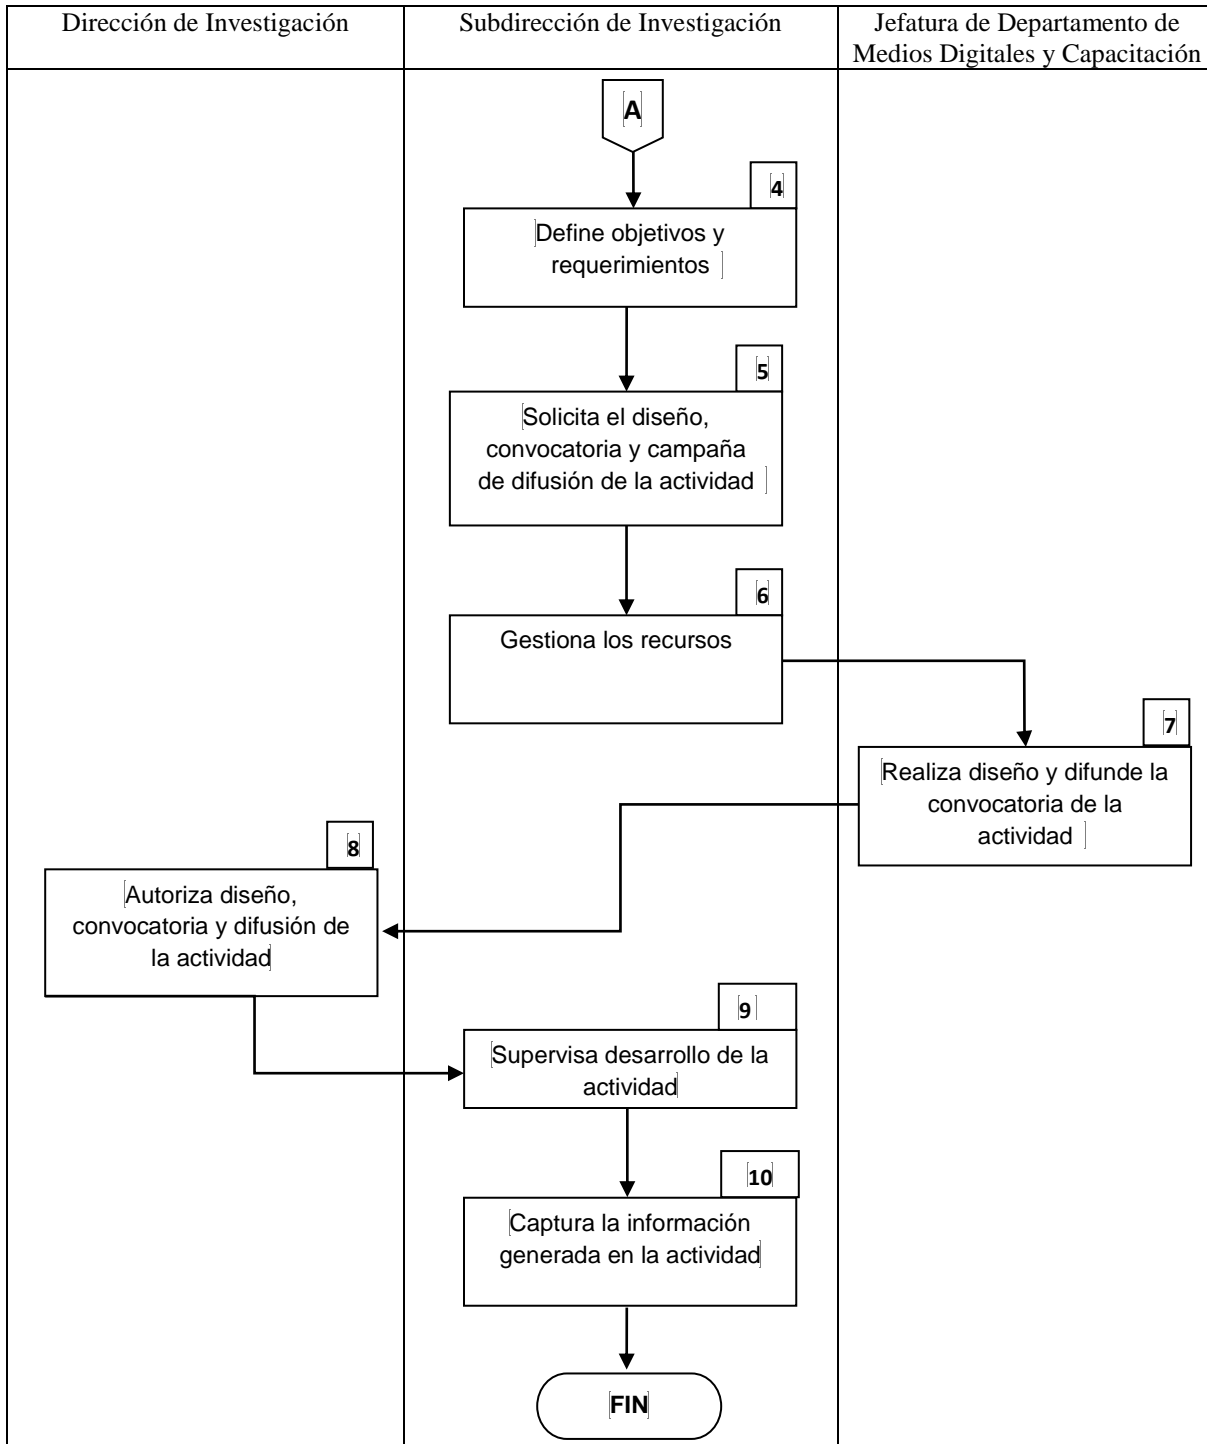 Dirección de Investigación
Subdirección de Investigación
Jefatura de Departamento de
Medios Digitales y Capacitación
A
4
Define objetivos y
requerimientos
5
Solicita el diseño,
convocatoria y campaña
de difusión de la actividad
6
Gestiona los recursos
7
Realiza diseño y difunde la
convocatoria de la
actividad
8
Autoriza diseño,
convocatoria y difusión de
la actividad
9
Supervisa desarrollo de la
actividad
10
Captura la información
generada en la actividad
FIN